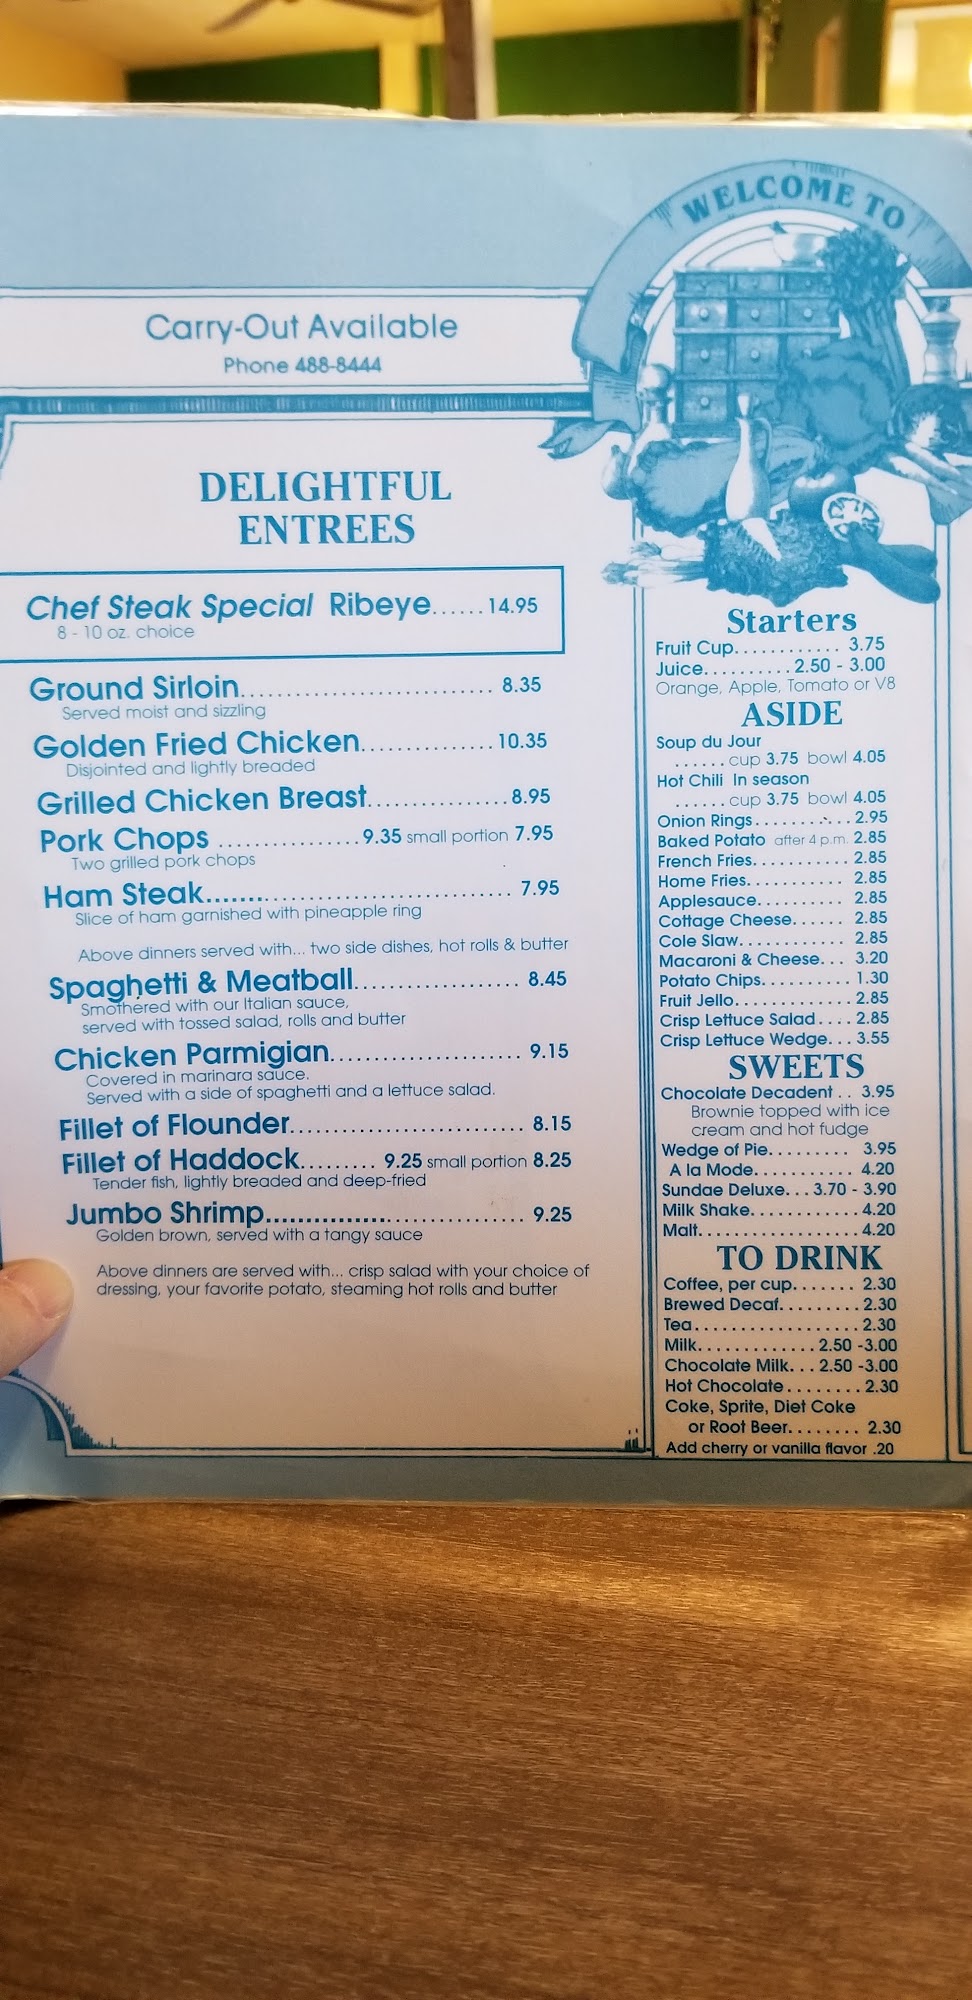 WELCOME TO
Carry-Out Available
Phone 488-8444
DELIGHTFUL
ENTREES
Chef Steak Special Ribeye......14.95
8 - 10 oz. choice
Ground Sirloin.............................. 8.35
Served moist and sizzling
Golden Fried Chicken................10.35
Disjointed and lightly breaded
Grilled Chicken Breast.................8.95
Pork Chops .................9.35 small portion 7.95
Two grilled pork chops
Ham Steak..................................... 7.95
Slice of ham garnished with pineapple ring
Above dinners served with... two side dishes, hot rolls & butter
Spaghetti & Meatball.................... 8.45
Smothered with our Italian sauce,
served with tossed salad, rolls and butter
Chicken Parmigian....................... 9.15
Covered in marinara sauce.
Served with a side of spaghetti and a lettuce salad.
Fillet of Flounder............................ 8.15
Fillet of Haddock......... 9.25 small portion 8.25
Tender fish, lightly breaded and deep-fried
Jumbo Shrimp................................ 9.25
Golden brown, served with a tangy sauce
Above dinners are served with... crisp salad with your choice of
dressing, your favorite potato, steaming hot rolls and butter
Starters
Fruit Cup............ 3.75
Juice..........2.50 - 3.00
Orange, Apple, Tomato or V8
ASIDE
Soup du Jour
......cup 3.75 bowl 4.05
Hot Chili In season
......cup 3.75 bowl 4.05
Onion Rings........... 2.95
Baked Potato after 4 p.m. 2.85
French Fries........... 2.85
Home Fries........... 2.85
Applesauce.......... 2.85
Cottage Cheese...... 2.85
Cole Slaw............ 2.85
Macaroni & Cheese... 3.20
Potato Chips.......... 1.30
Fruit Jello............ 2.85
Crisp Lettuce Salad.... 2.85
Crisp Lettuce Wedge... 3.55
SWEETS
Chocolate Decadent .. 3.95
Brownie topped with ice
cream and hot fudge
Wedge of Pie......... 3.95
A la Mode........... 4.20
Sundae Deluxe...3.70 - 3.90
Milk Shake............ 4.20
Malt.................. 4.20
TO DRINK
Coffee, per cup....... 2.30
Brewed Decaf......... 2.30
Tea.................. 2.30
Milk.............2.50 -3.00
Chocolate Milk...2.50 -3.00
Hot Chocolate........2.30
Coke, Sprite, Diet Coke
or Root Beer........ 2.30
Add cherry or vanilla flavor .20